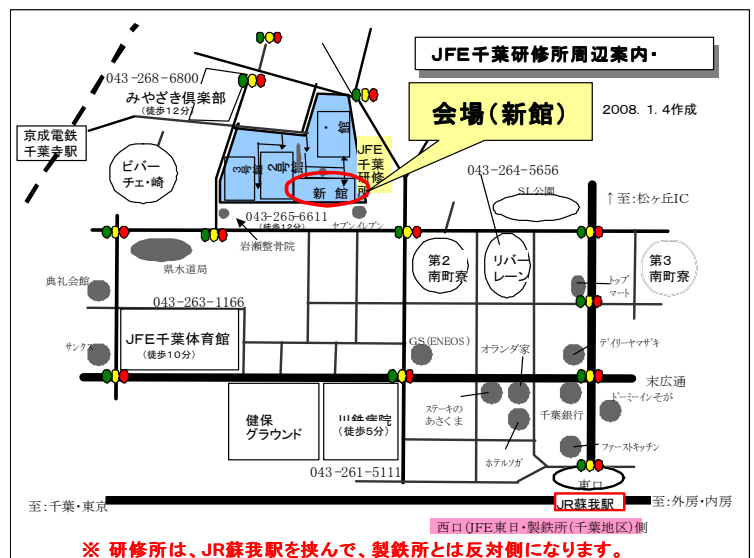 JFE千葉研修所周辺案内・
043-268-6800
みやざき倶楽部
(徒歩12分)
会場(新館)
2008. 1. 4作成
京成電鉄
千葉寺駅
・館
JFE
千葉
研修
所
043-264-5656
ビバー
チェ・崎
3号館
2号館
新 館
SL公園
↑至:松ヶ丘IC
043-265-6611
(徒歩12分)
セブンイレブン
岩瀬整骨院
県水道局
第2
南町寮
リバー
レーン
第3
南町寮
典礼会館
トップ
マート
043-263-1166
JFE千葉体育館
(徒歩10分)
サンクス
GS(ENEOS)
オランダ家
デイリーヤマザキ
末広通
健保
グラウンド
川鉄病院
(徒歩5分)
ステーキの
あさくま
千葉銀行
ドーミーインそが
ホテルソガ
ファーストキッチン
043-261-5111
東口
至:千葉・東京
JR蘇我駅
至:外房・内房
西口(JFE東日・製鉄所(千葉地区)側
※ 研修所は、JR蘇我駅を挟んで、製鉄所とは反対側になります。